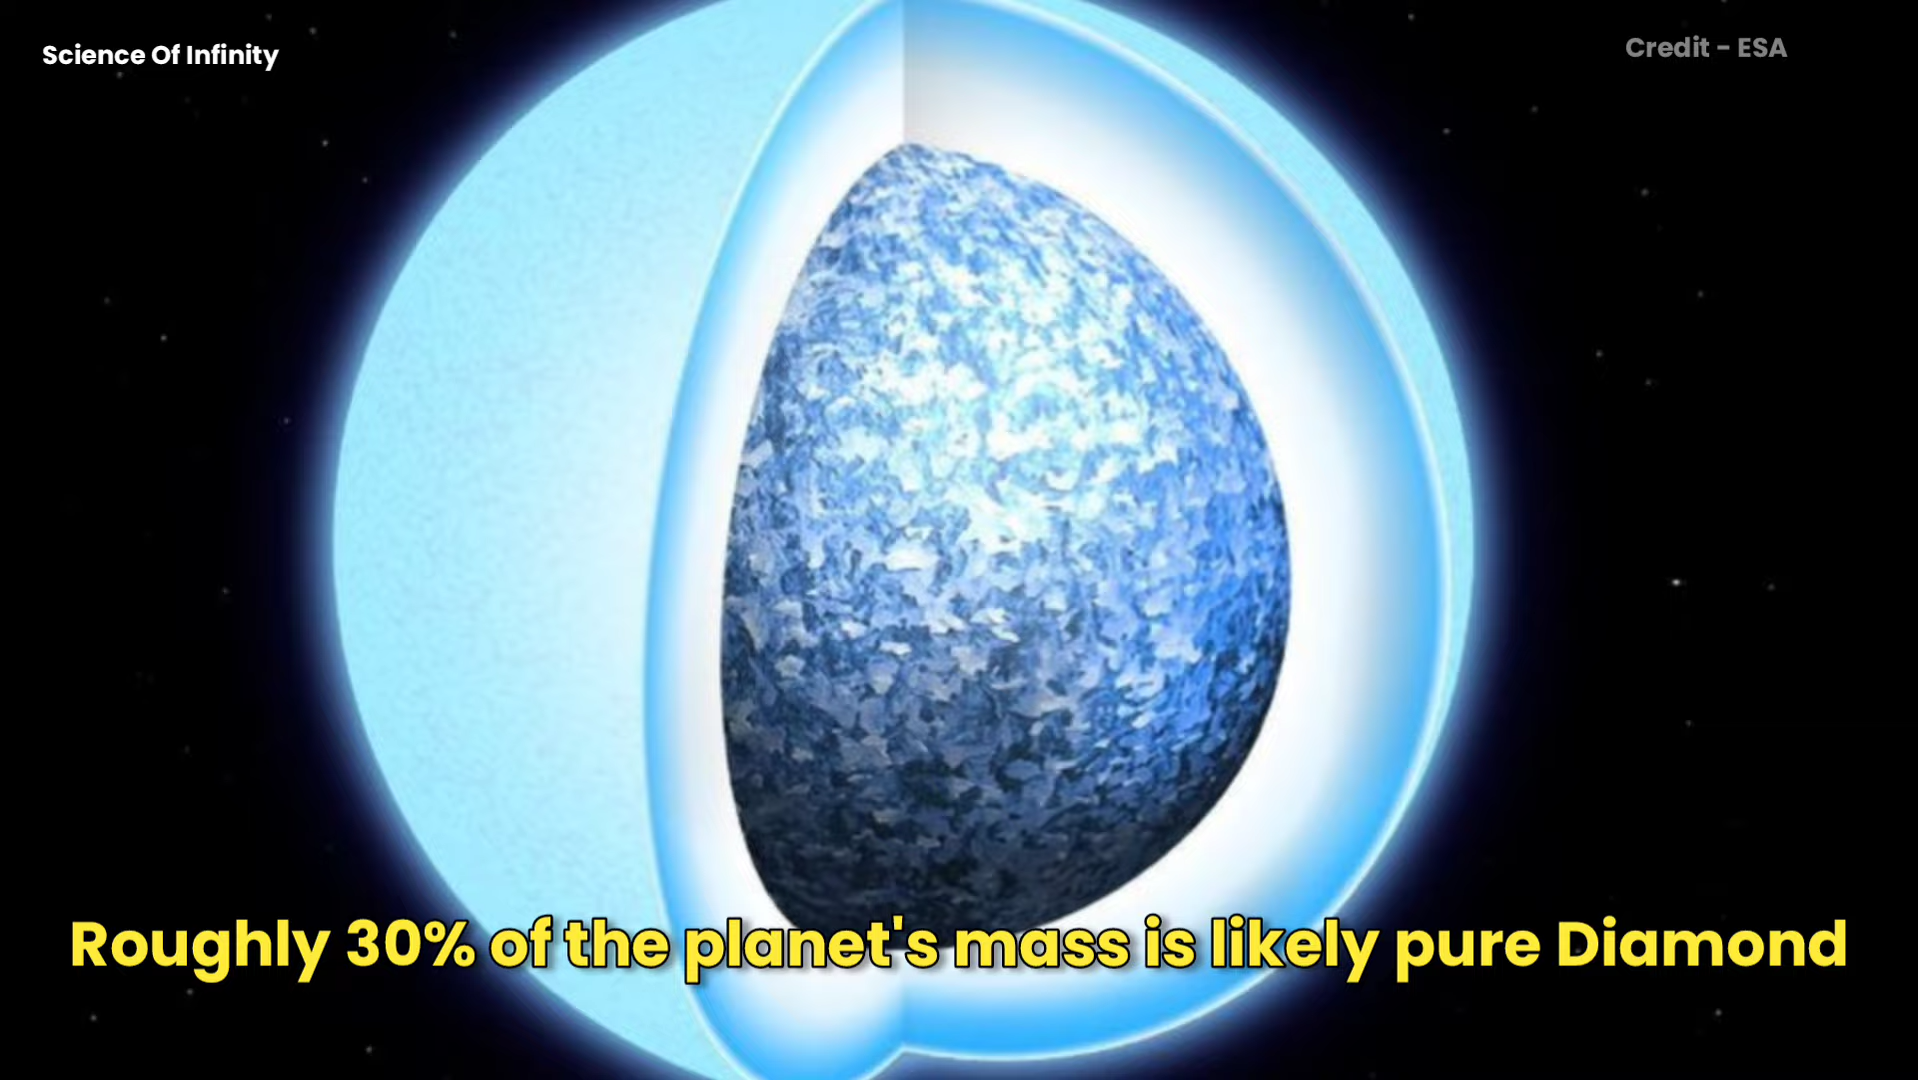 Science Of Infinity
Credit - ESA
Roughly 30% of the planet's mass is likely pure Diamond